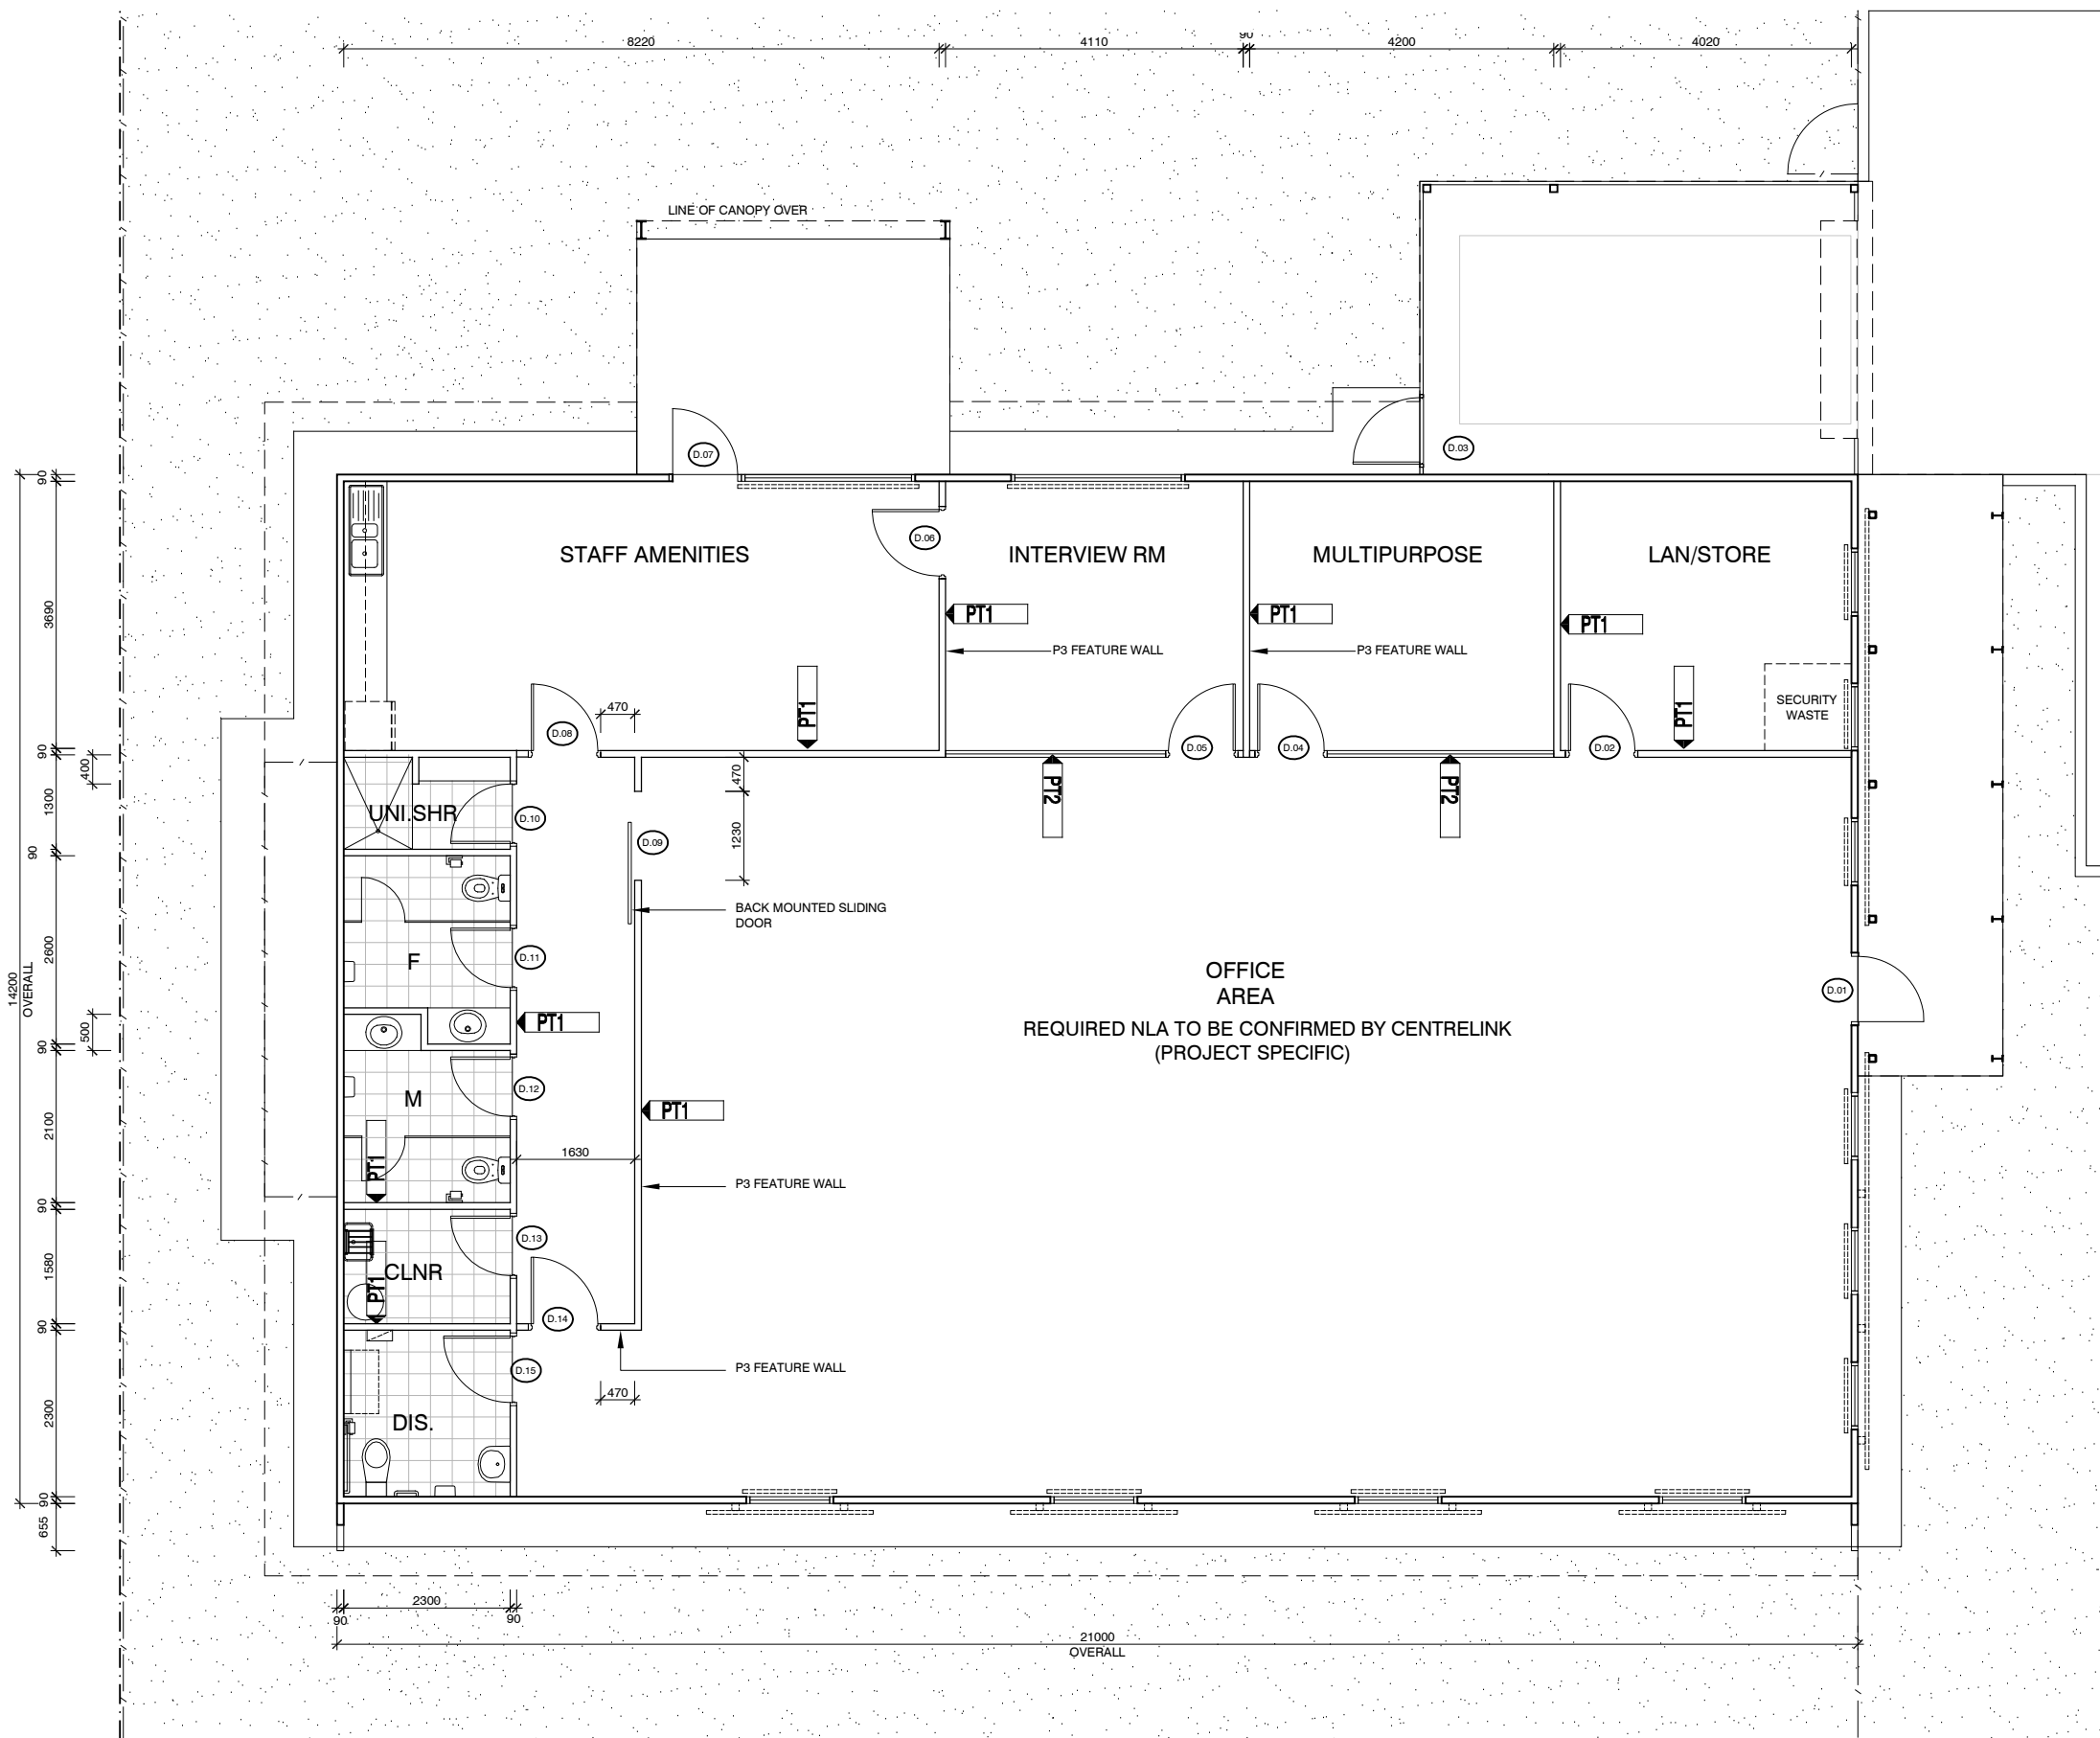 8220
4110
90
4200
4020
LINE OF CANOPY OVER
D.07
D.03
90
D.06
STAFF AMENITIES
INTERVIEW RM
MULTIPURPOSE
LAN/STORE
3690
PT1
PT1
PT1
P3 FEATURE WALL
P3 FEATURE WALL
SECURITY
WASTE
470
PT1
PT1
D.08
D.05
D.04
D.02
90
400
470
PT2
PT2
1300
UNI.SHR
D.10
1230
D.09
90
BACK MOUNTED SLIDING
DOOR
2600
F
D.11
OFFICE
AREA
REQUIRED NLA TO BE CONFIRMED BY CENTRELINK
(PROJECT SPECIFIC)
D.01
14200
OVERALL
500
90
PT1
D.12
M
PT1
2100
1630
PT1
P3 FEATURE WALL
90
D.13
1580
CLNR
PT1
D.14
90
D.15
P3 FEATURE WALL
470
2300
DIS.
90
655
2300
90
90
21000
OVERALL